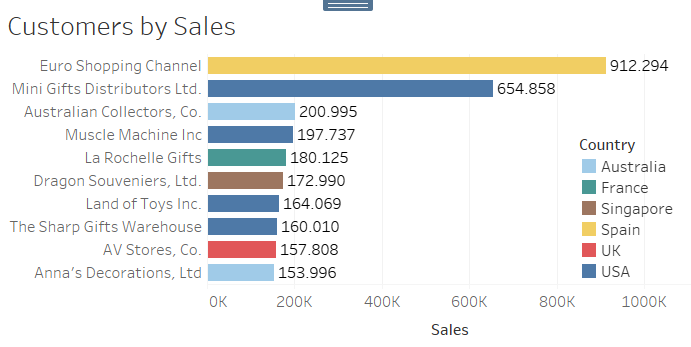 Customers by Sales
Euro Shopping Channel 912.294
Mini Gifts Distributors Ltd. 654.858
Australian Collectors, Co. 200.995
Muscle Machine Inc 197.737
La Rochelle Gifts 180.125
Dragon Souveniers, Ltd. 172.990
Land of Toys Inc. 164.069
The Sharp Gifts Warehouse 160.010
AV Stores, Co. 157.808
Anna's Decorations, Ltd 153.996
0K 200K 400K 600K 800K 1000K
Sales
Country
Australia
France
Singapore
Spain
UK
USA